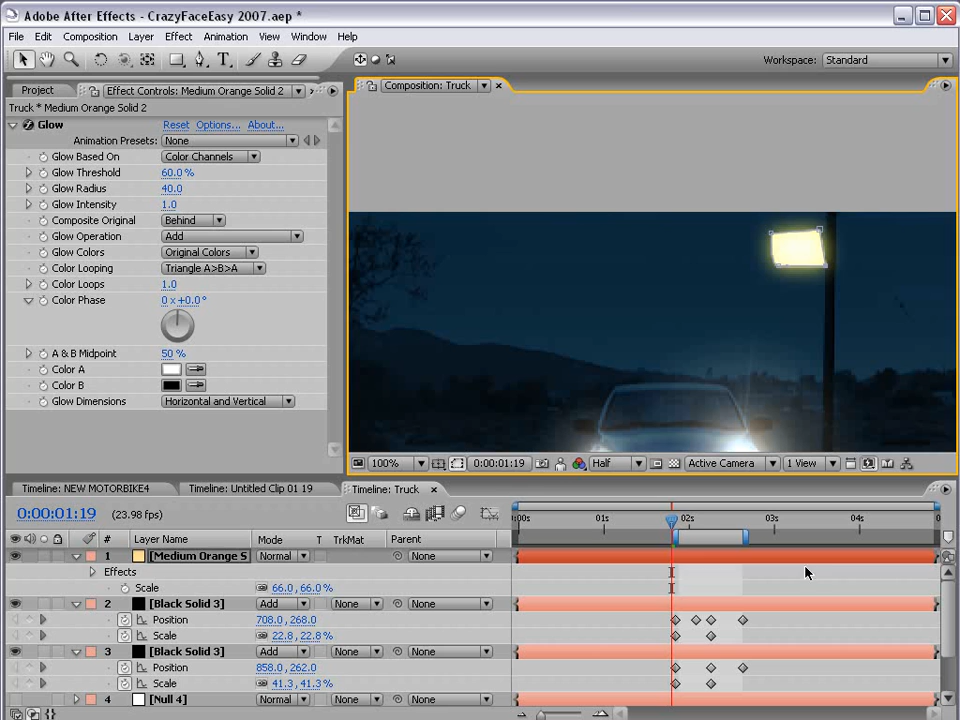 Adobe After Effects - CrazyFaceEasy 2007.aep *
File Edit Composition Layer Effect Animation View Window Help
Workspace: Standard
Project Effect Controls: Medium Orange Solid 2
Composition: Truck
Truck * Medium Orange Solid 2
Glow Reset Options... About...
Animation Presets: None
Glow Based On Color Channels
Glow Threshold 60.0 %
Glow Radius 40.0
Glow Intensity 1.0
Composite Original Behind
Glow Operation Add
Glow Colors Original Colors
Color Looping Triangle A>B>A
Color Loops 1.0
Color Phase 0 x+0.0°
A & B Midpoint 50 %
Color A
Color B
Glow Dimensions Horizontal and Vertical
100% 0:00:01:19 Half Active Camera 1 View
Timeline: NEW MOTORBIKE4 Timeline: Untitled Clip 01 19 Timeline: Truck
0:00:01:19 (23.98 fps)
:00s 01s 02s 03s 04s 0
# Layer Name Mode T TrkMat Parent
1 [Medium Orange S Normal None
Effects
Scale 66.0, 66.0%
2 [Black Solid 3] Add None None
Position 708.0, 268.0
Scale 22.8, 22.8%
3 [Black Solid 3] Add None None
Position 858.0, 262.0
Scale 41.3, 41.3%
4 [Null 4] Normal None None